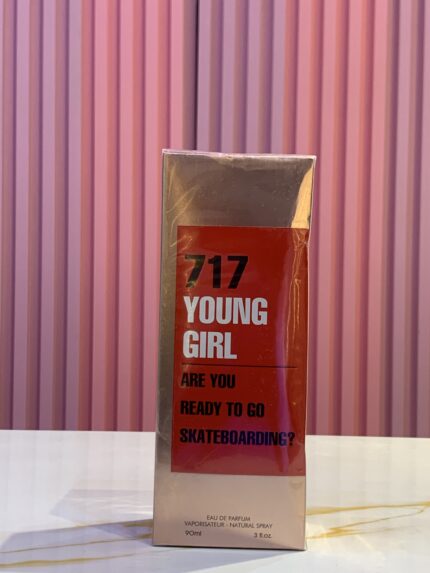 717
YOUNG
GIRL
ARE YOU
READY TO GO
SKATEBOARDING?
EAU DE PARFUM
VAPORISATEUR - NATURAL SPRAY
90ml 3 fl.oz.